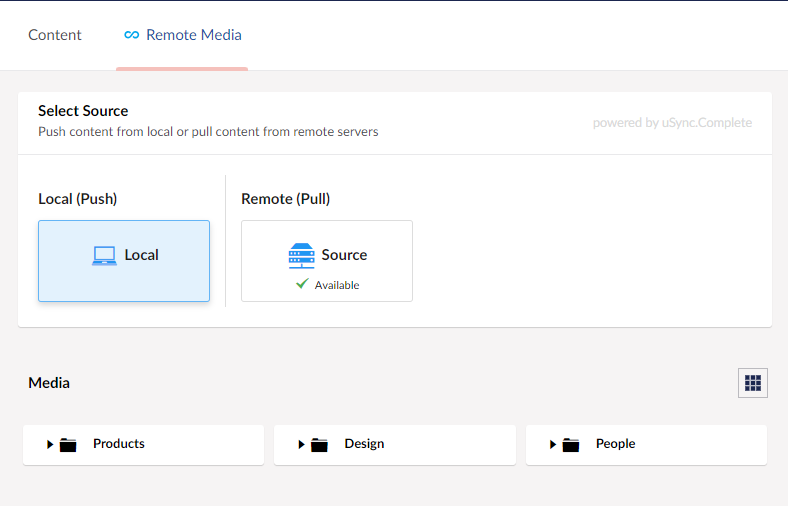 Content
Remote Media
Select Source
Push content from local or pull content from remote servers
powered by uSync.Complete
Local (Push)
Remote (Pull)
Local
Source
Available
Media
Products
Design
People